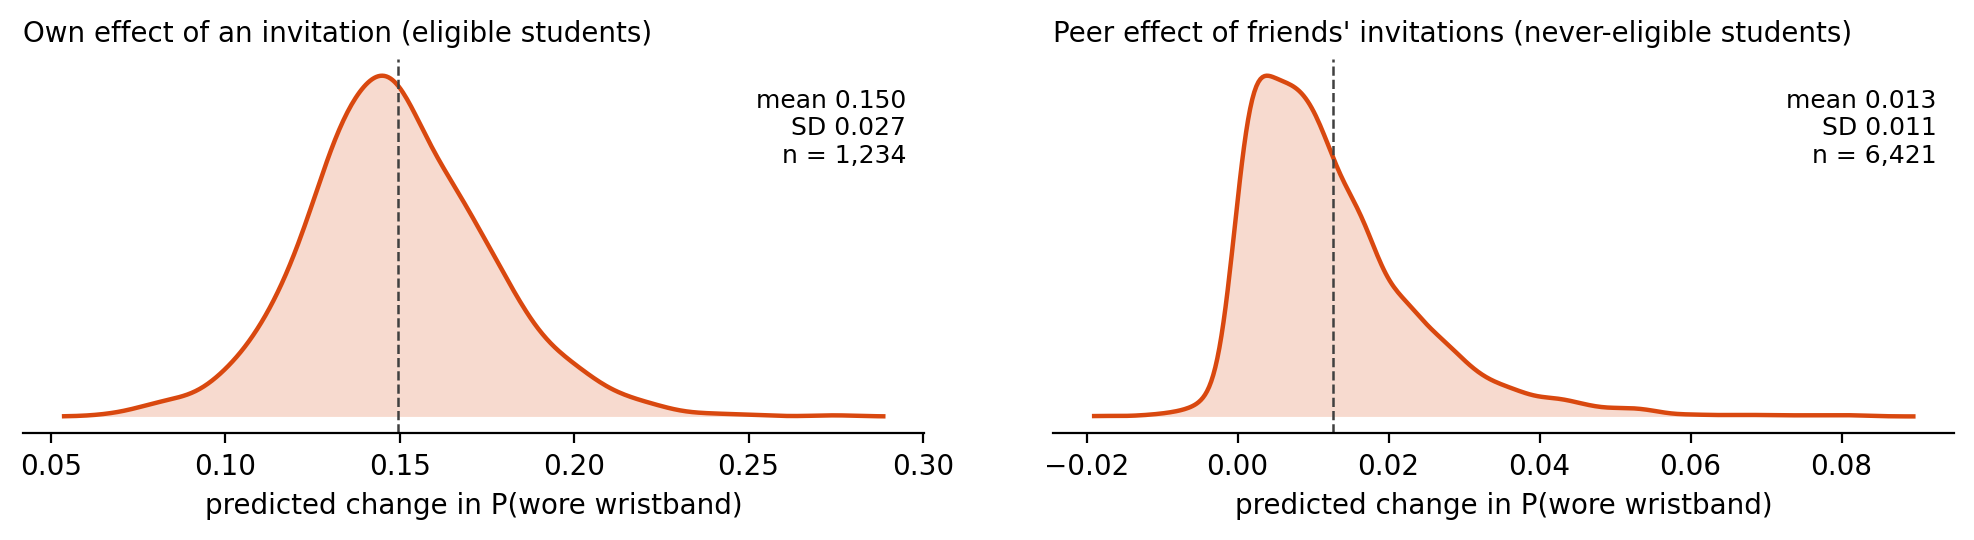 Own effect of an invitation (eligible students)
mean 0.150
SD 0.027
n = 1,234
0.05 0.10 0.15 0.20 0.25 0.30
predicted change in P(wore wristband)
Peer effect of friends' invitations (never-eligible students)
mean 0.013
SD 0.011
n = 6,421
−0.02 0.00 0.02 0.04 0.06 0.08
predicted change in P(wore wristband)